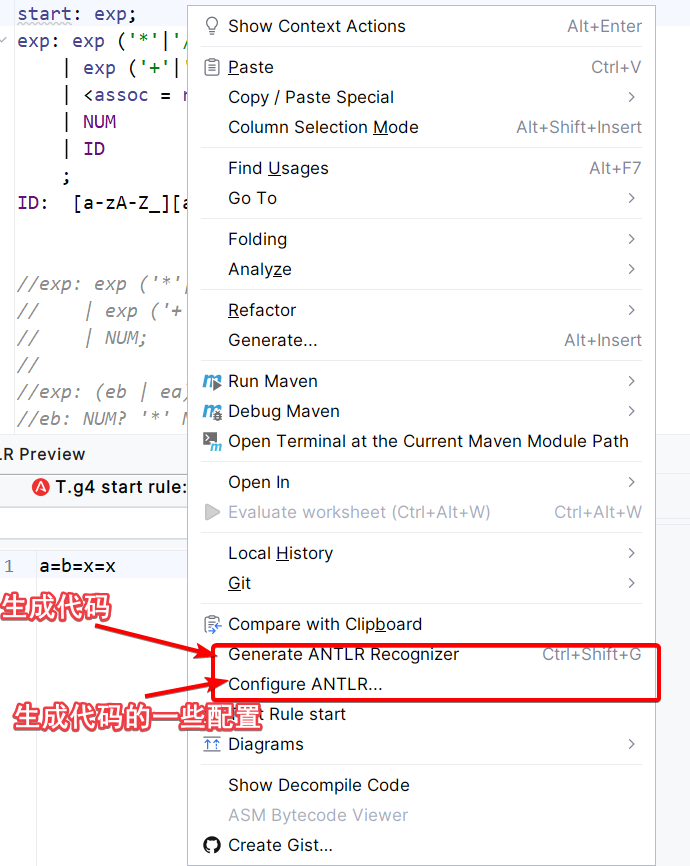 start: exp;
exp: exp ('*'|'/
| exp ('+'|'
| <assoc = r
| NUM
| ID
;
ID: [a-zA-Z_][a
//exp: exp ('*'|
// | exp ('+
// | NUM;
//
//exp: (eb | ea)
//eb: NUM? '*' N
LR Preview
T.g4 start rule:
1 a=b=x=x
生成代码
生成代码的一些配置
Show Context Actions Alt+Enter
Paste Ctrl+V
Copy / Paste Special
Column Selection Mode Alt+Shift+Insert
Find Usages Alt+F7
Go To
Folding
Analyze
Refactor
Generate... Alt+Insert
Run Maven
Debug Maven
Open Terminal at the Current Maven Module Path
Open In
Evaluate worksheet (Ctrl+Alt+W) Ctrl+Alt+W
Local History
Git
Compare with Clipboard
Generate ANTLR Recognizer Ctrl+Shift+G
Configure ANTLR...
Rule start
Diagrams
Show Decompile Code
ASM Bytecode Viewer
Create Gist...